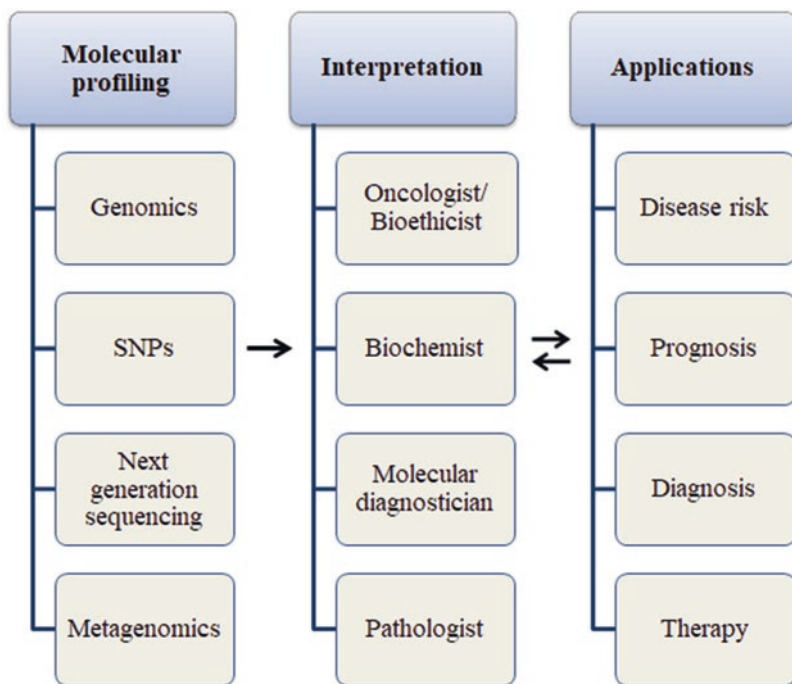 Molecular
profiling
Genomics
SNPs
Next
generation
sequencing
Metagenomics
Interpretation
Oncologist/
Bioethicist
Biochemist
Molecular
diagnostician
Pathologist
Applications
Disease risk
Prognosis
Diagnosis
Therapy